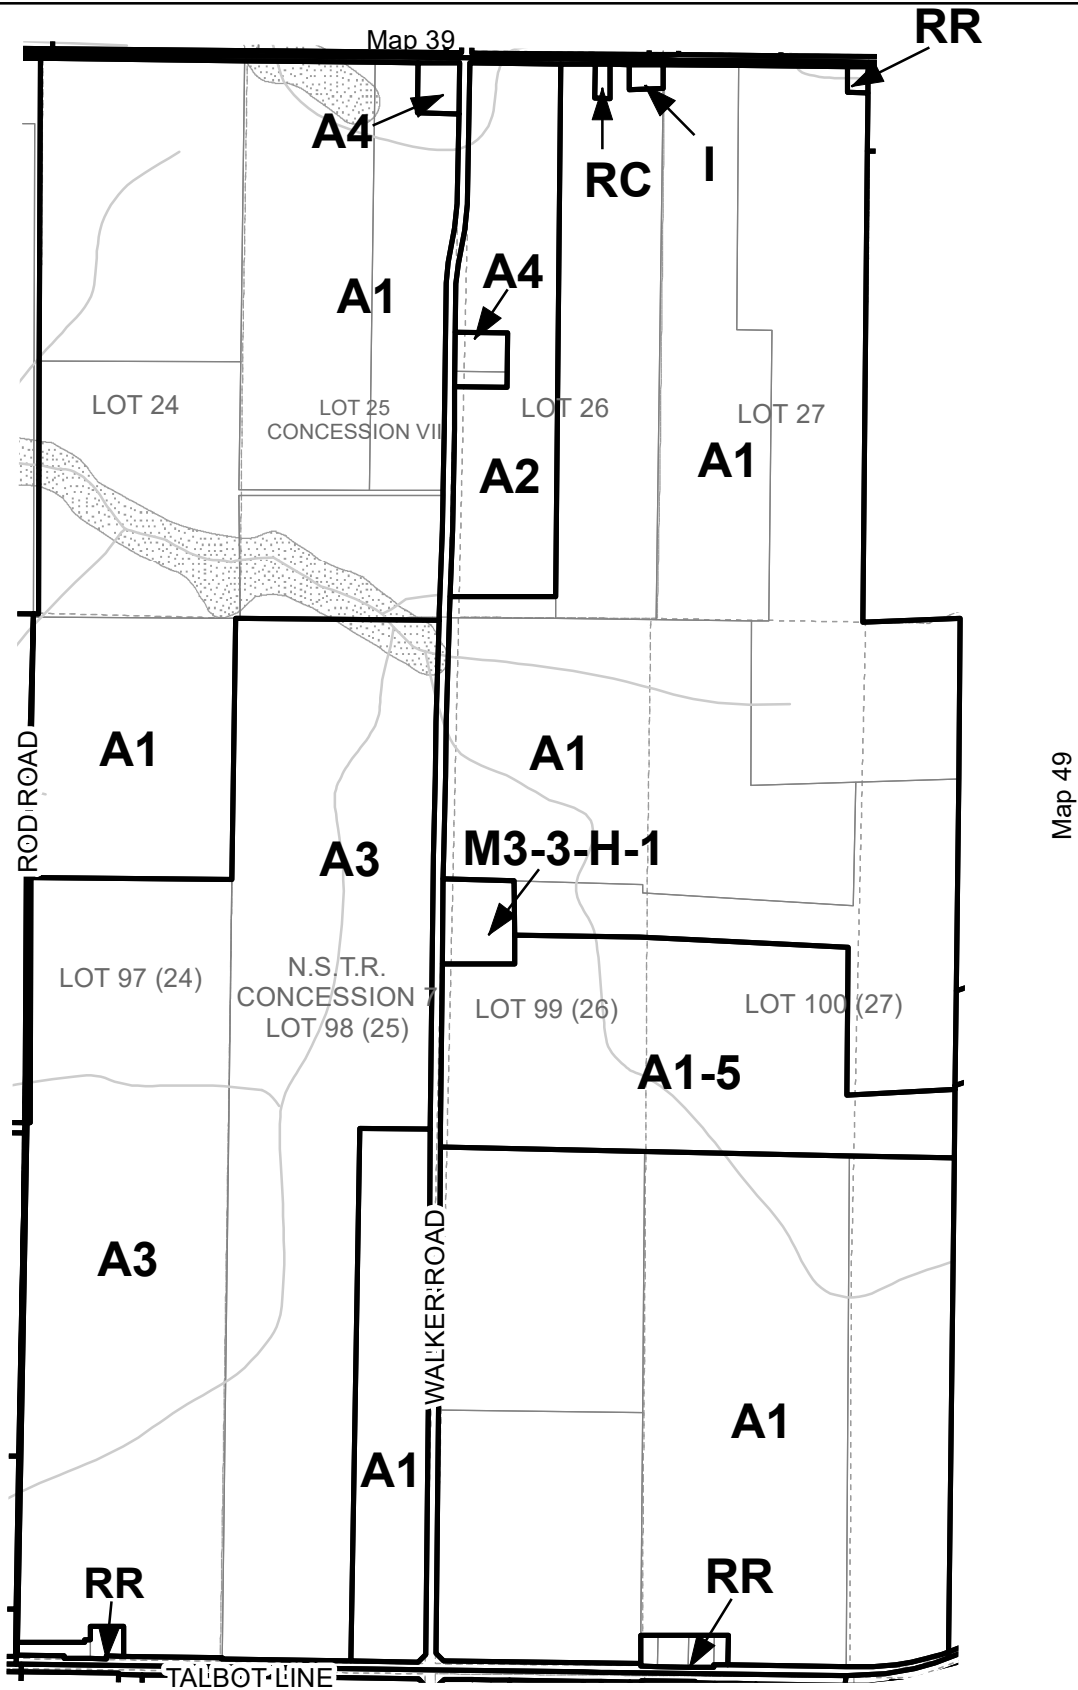 Map 39
RR
A4
RC
I
A4
A1
LOT 24
LOT 25
CONCESSION VII
LOT 26
LOT 27
A2
A1
ROD ROAD
A1
A1
Map 49
A3
M3-3-H-1
LOT 97 (24)
N.S.T.R.
CONCESSION 7
LOT 98 (25)
LOT 99 (26)
LOT 100 (27)
A1-5
A3
WALKER ROAD
A1
A1
RR
RR
TALBOT LINE